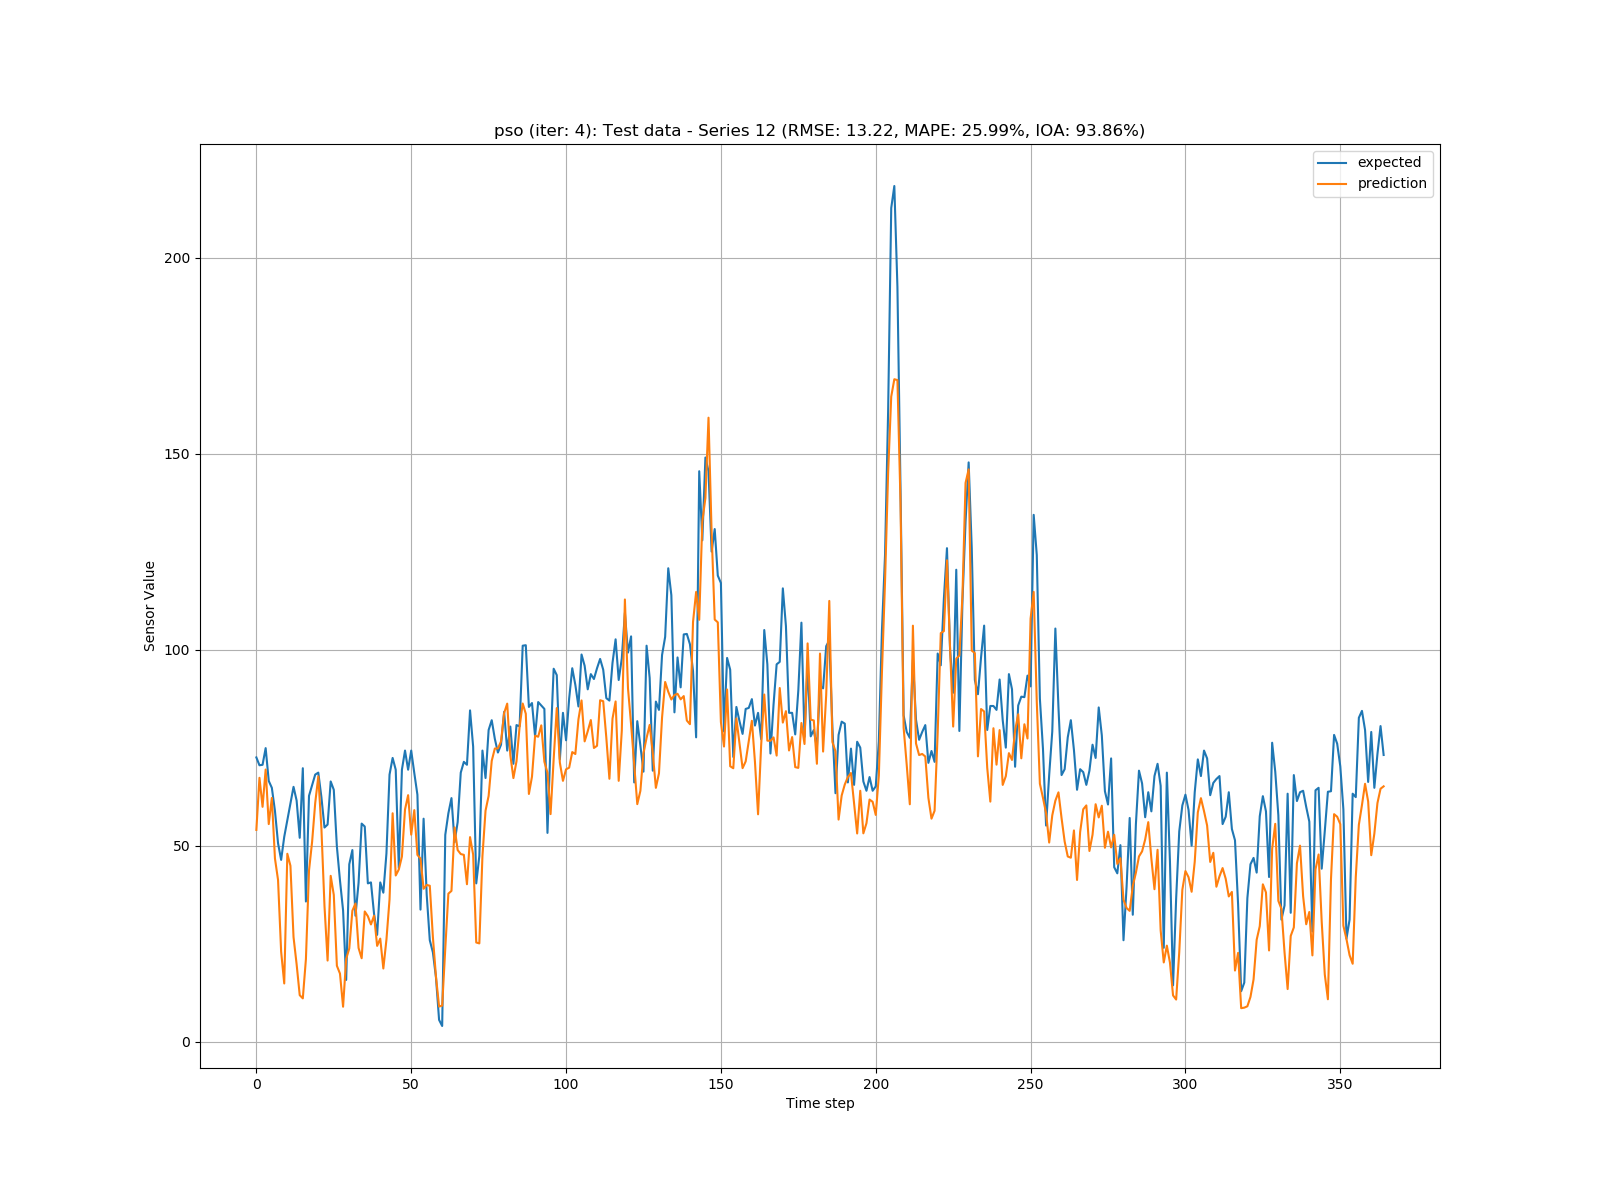 pso (iter: 4): Test data - Series 12 (RMSE: 13.22, MAPE: 25.99%, IOA: 93.86%)
expected
prediction
200
150
100
50
0
Sensor Value
0 50 100 150 200 250 300 350
Time step